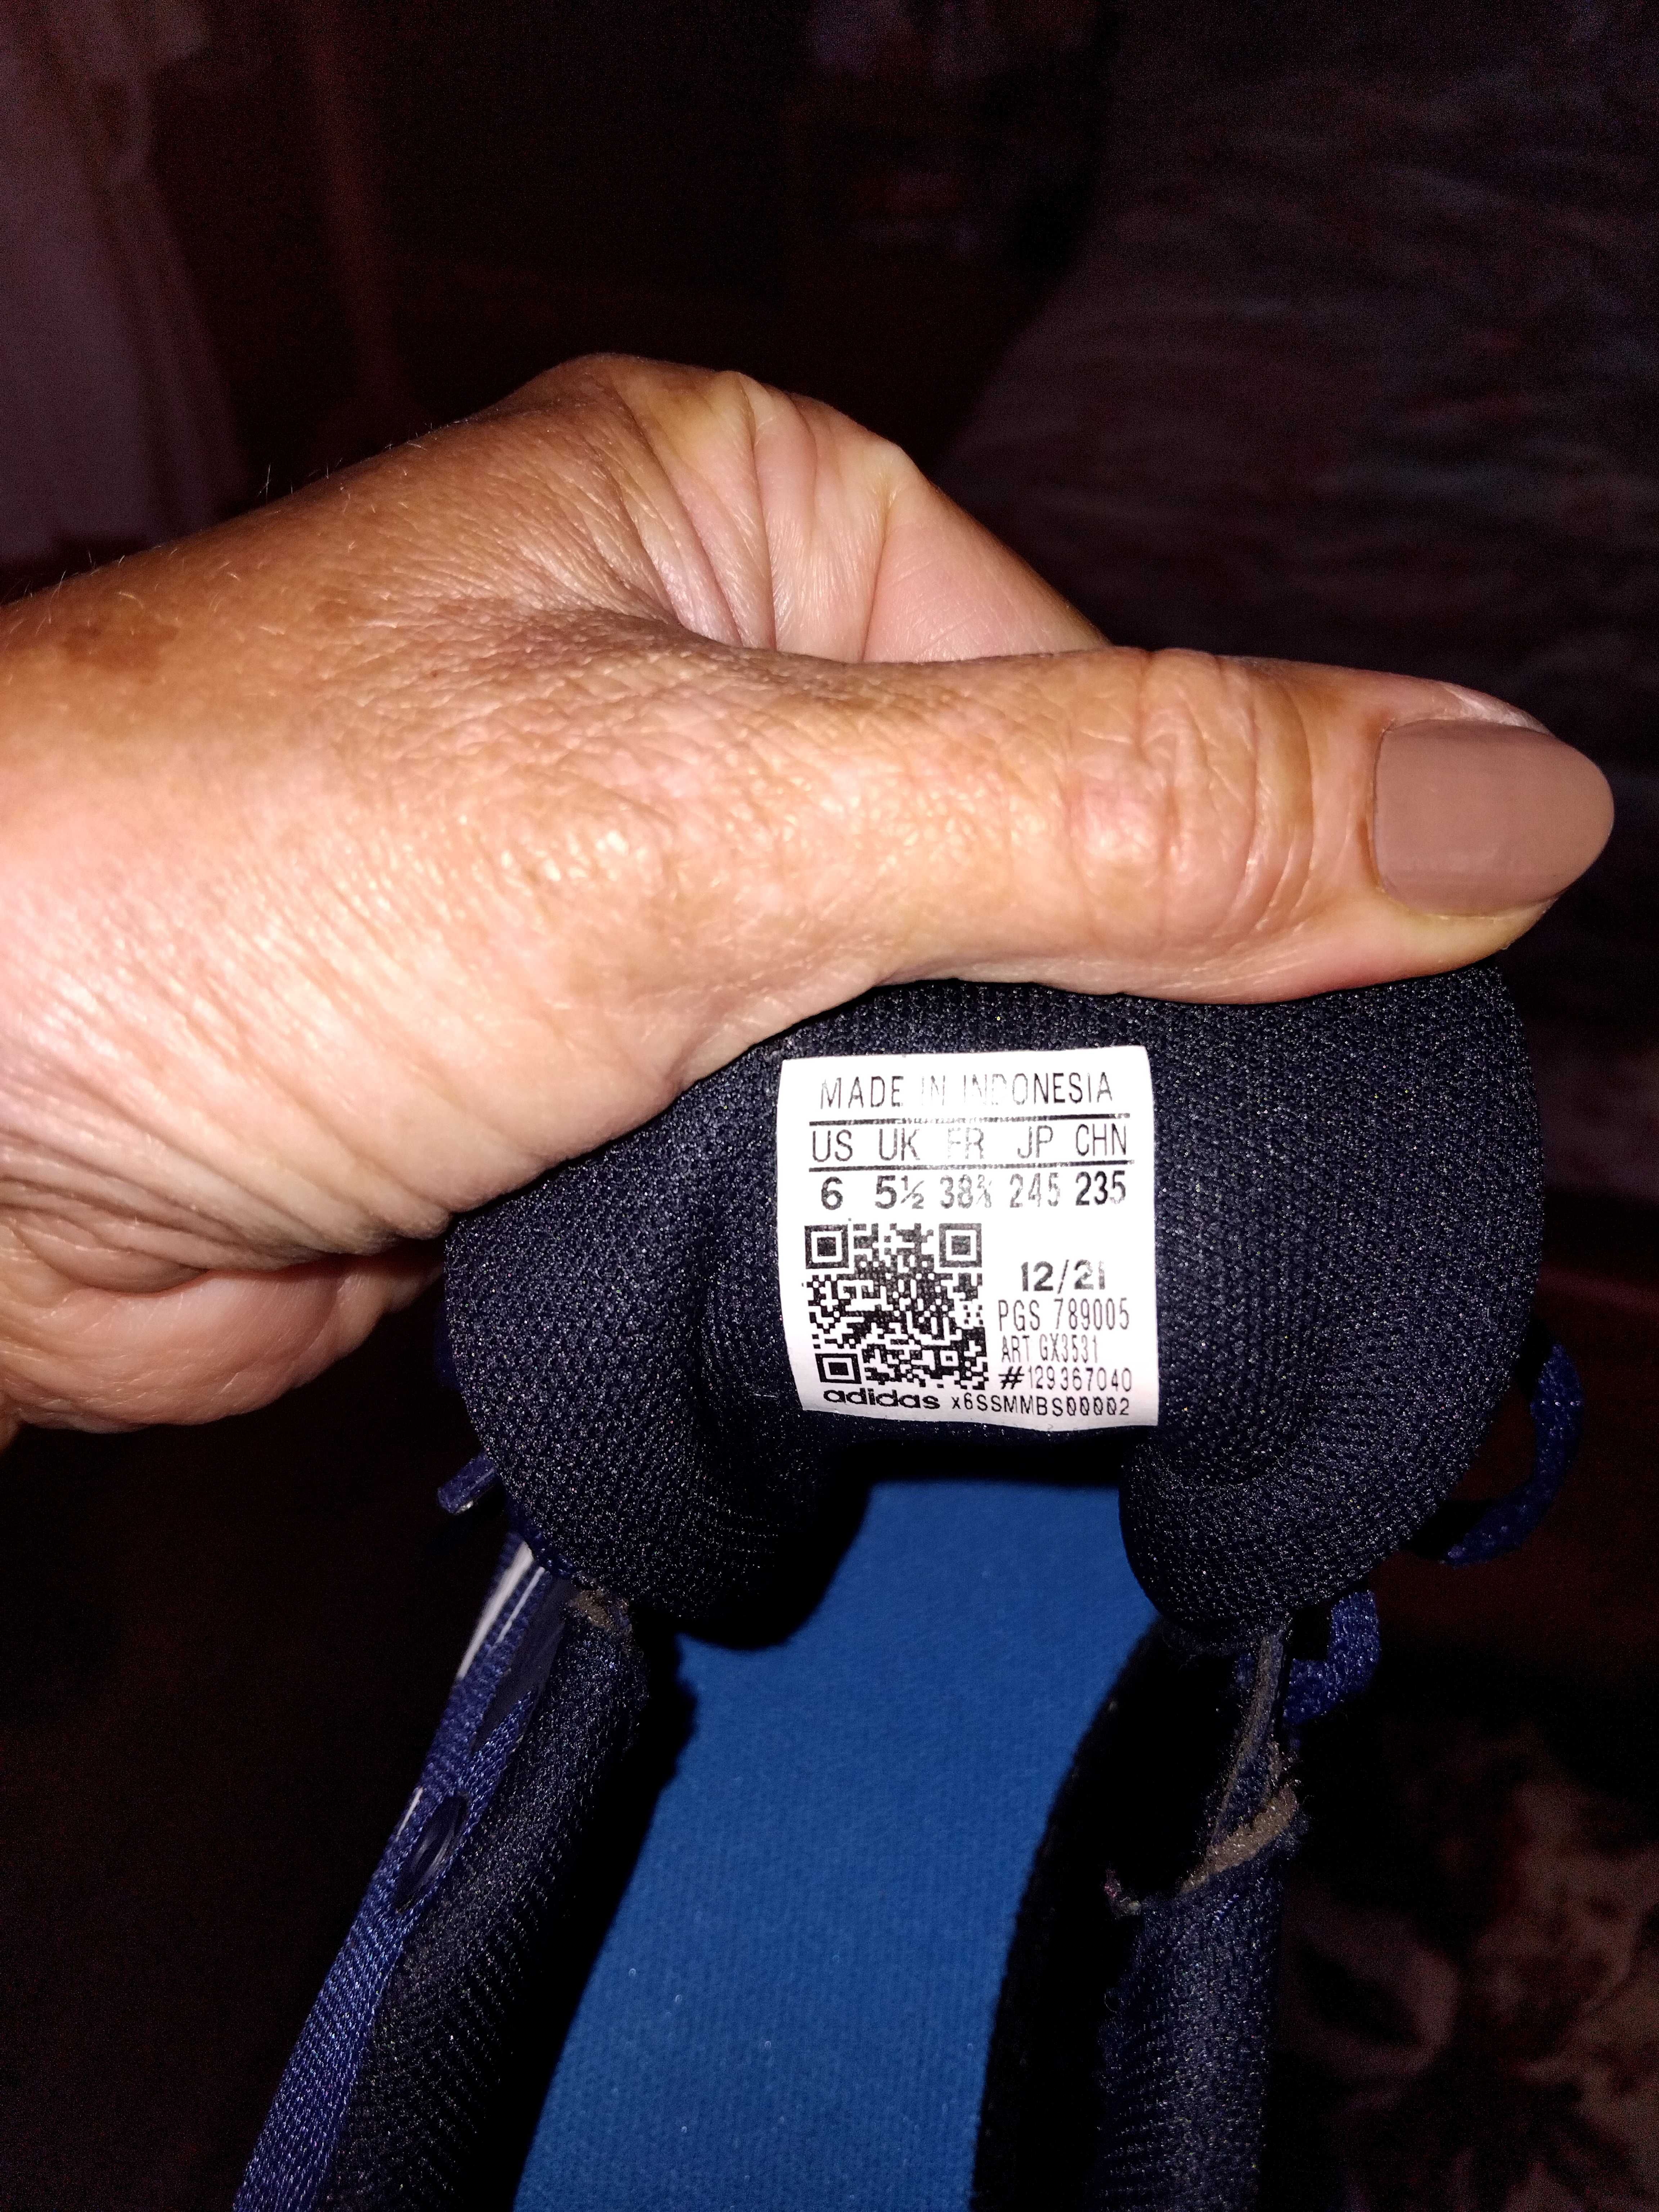 MADE IN INDONESIA
US UK FR JP CHN
6 5½ 38⅔ 245 235
12/21
PGS 789005
ART GX3531
#129367040
adidas x6SSMMBS00002